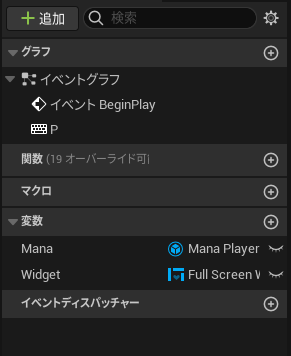 追加
検索
グラフ
イベントグラフ
イベント BeginPlay
P
関数 (19 オーバーライド可
マクロ
変数
Mana Mana Player
Widget Full Screen
イベントディスパッチャー